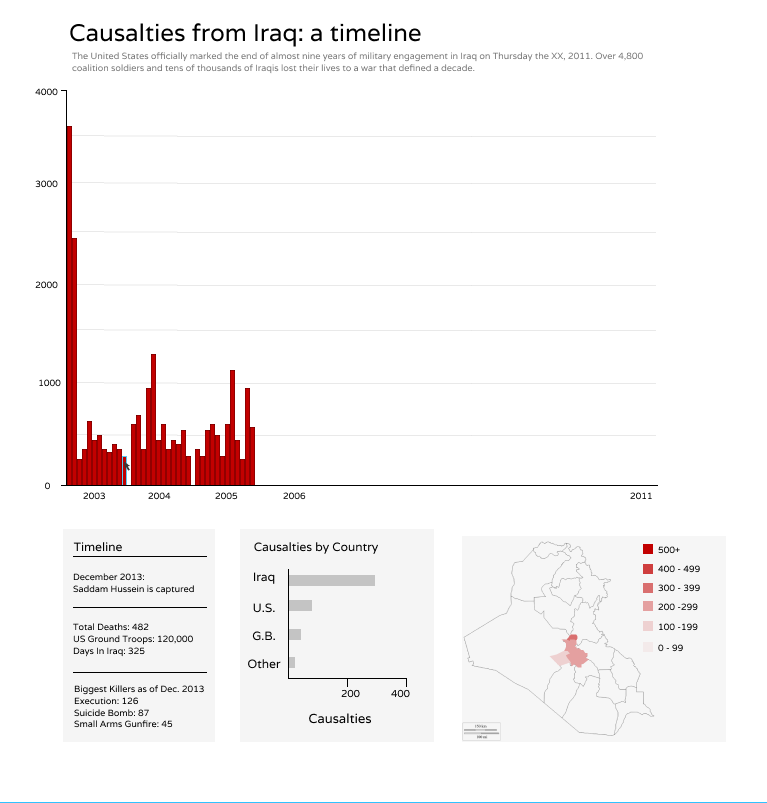 Causalties from Iraq: a timeline
The United States officially marked the end of almost nine years of military engagement in Iraq on Thursday the XX, 2011. Over 4,800
coalition soldiers and tens of thousands of Iraqis lost their lives to a war that defined a decade.
4000
3000
2000
1000
0
2003 2004 2005 2006 2011
Timeline
December 2013:
Saddam Hussein is captured
Total Deaths: 482
US Ground Troops: 120,000
Days In Iraq: 325
Biggest Killers as of Dec. 2013
Execution: 126
Suicide Bomb: 87
Small Arms Gunfire: 45
Causalties by Country
Iraq
U.S.
G.B.
Other
200 400
Causalties
500+
400 - 499
300 - 399
200 -299
100 -199
0 - 99